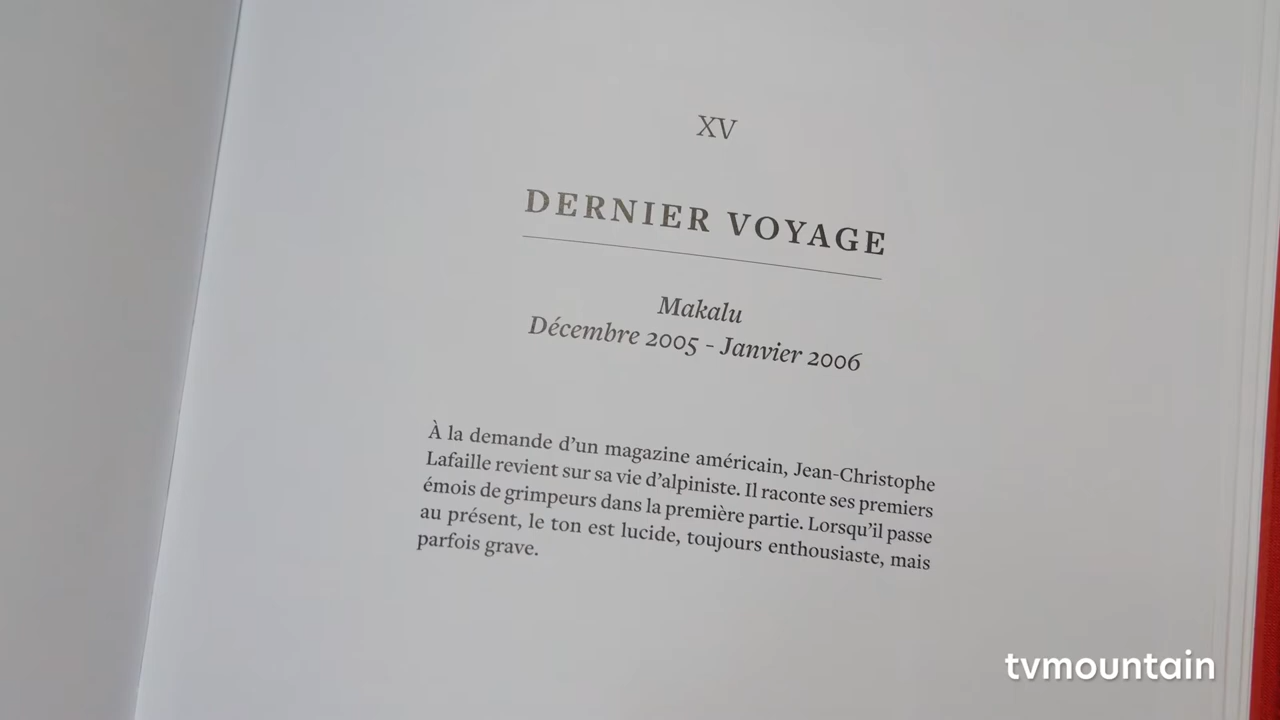 XV
DERNIER VOYAGE
Makalu
Décembre 2005 - Janvier 2006
À la demande d'un magazine américain, Jean-Christophe
Lafaille revient sur sa vie d'alpiniste. Il raconte ses premiers
émois de grimpeurs dans la première partie. Lorsqu'il passe
au présent, le ton est lucide, toujours enthousiaste, mais
parfois grave.
tvmountain